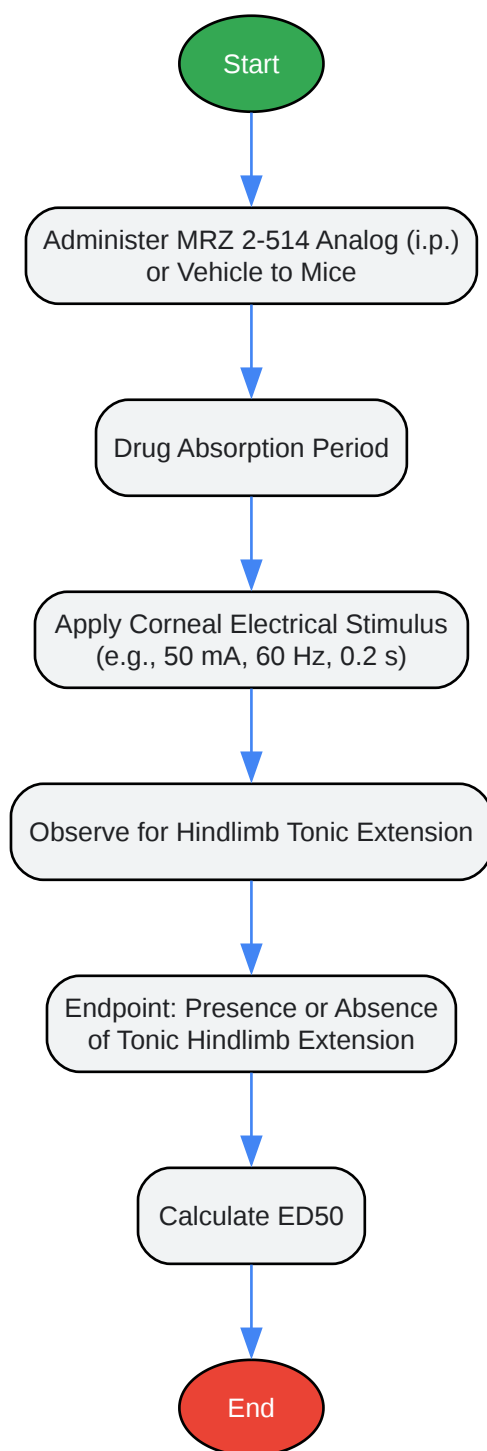 Start
Administer MRZ 2-514 Analog (i.p.)
or Vehicle to Mice
Drug Absorption Period
Apply Corneal Electrical Stimulus
(e.g., 50 mA, 60 Hz, 0.2 s)
Observe for Hindlimb Tonic Extension
Endpoint: Presence or Absence
of Tonic Hindlimb Extension
Calculate ED50
End